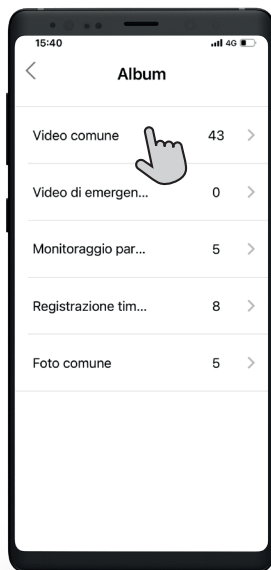 15:40 4G
Album
Video comune 43
Video di emergen... 0
Monitoraggio par... 5
Registrazione tim... 8
Foto comune 5